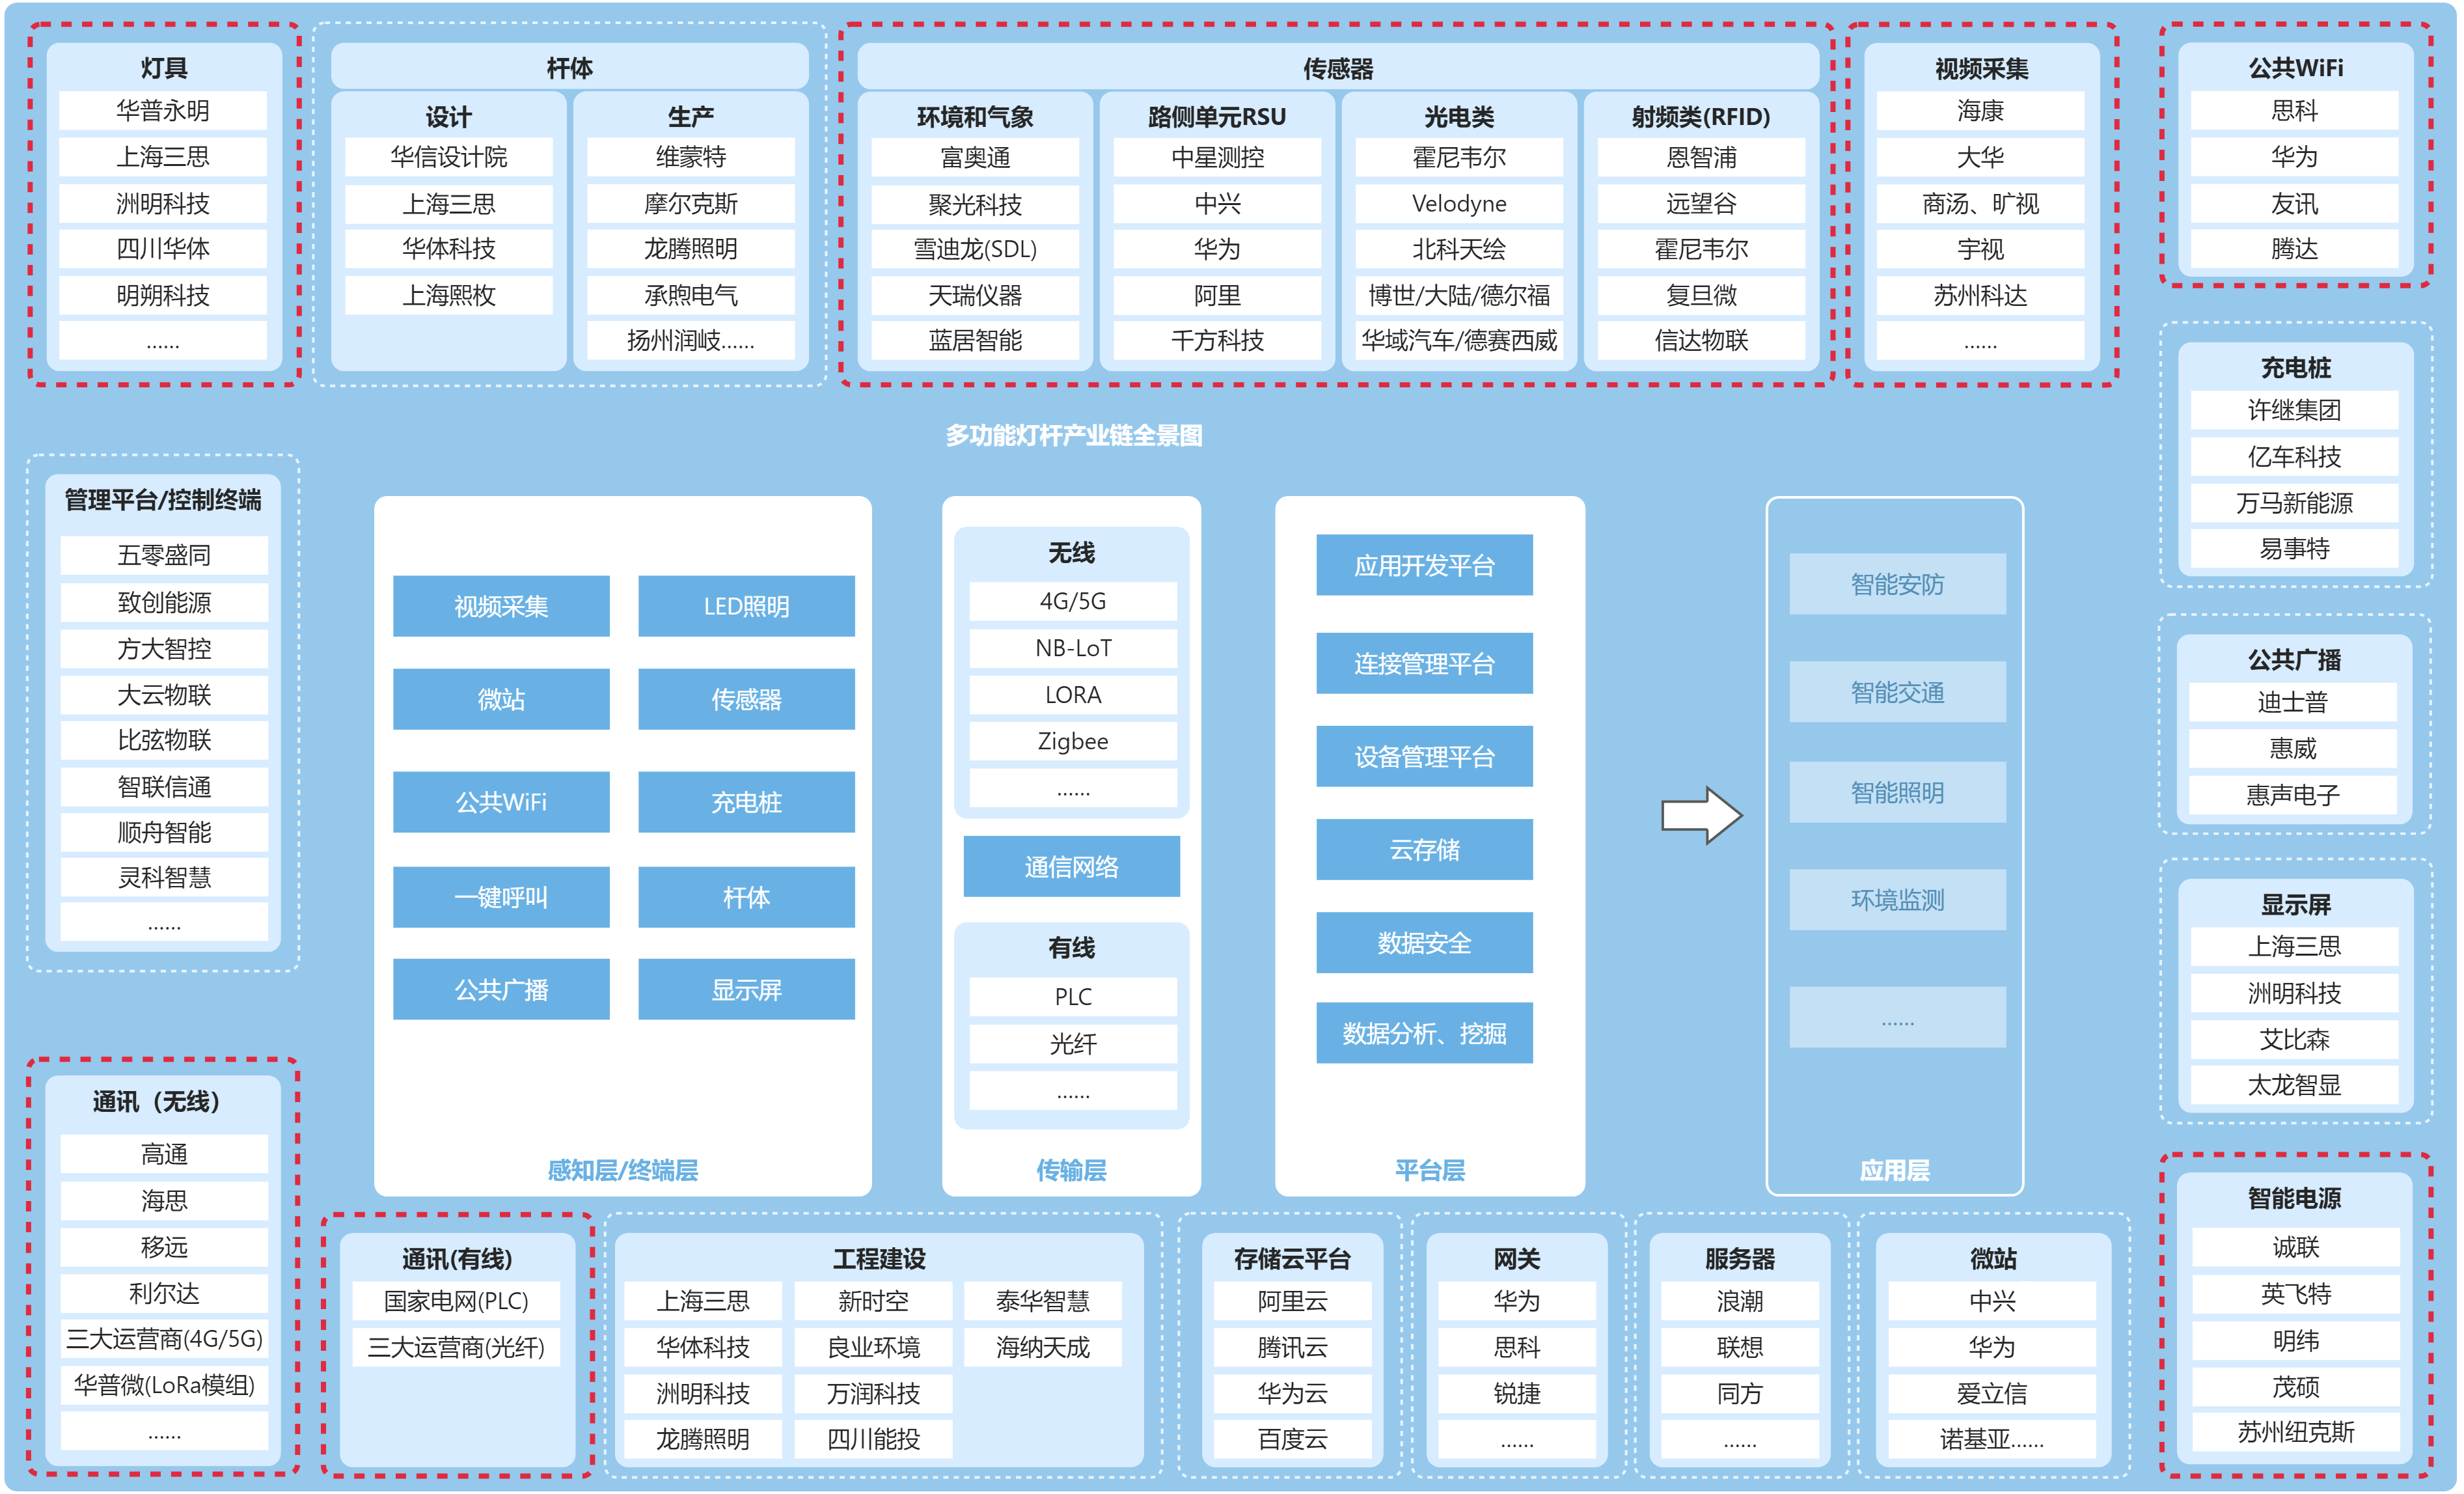 灯具
华普永明
上海三思
洲明科技
四川华体
明朔科技
......
杆体
设计
华信设计院
上海三思
华体科技
上海熙枚
生产
维蒙特
摩尔克斯
龙腾照明
承煦电气
扬州润岐......
传感器
环境和气象
富奥通
聚光科技
雪迪龙(SDL)
天瑞仪器
蓝居智能
路侧单元RSU
中星测控
中兴
华为
阿里
千方科技
光电类
霍尼韦尔
Velodyne
北科天绘
博世/大陆/德尔福
华域汽车/德赛西威
射频类(RFID)
恩智浦
远望谷
霍尼韦尔
复旦微
信达物联
视频采集
海康
大华
商汤、旷视
宇视
苏州科达
......
公共WiFi
思科
华为
友讯
腾达
充电桩
许继集团
亿车科技
万马新能源
易事特
多功能灯杆产业链全景图
管理平台/控制终端
五零盛同
致创能源
方大智控
大云物联
比弦物联
智联信通
顺舟智能
灵科智慧
......
视频采集
LED照明
微站
传感器
公共WiFi
充电桩
一键呼叫
杆体
公共广播
显示屏
感知层/终端层
无线
4G/5G
NB-LoT
LORA
Zigbee
......
通信网络
有线
PLC
光纤
......
传输层
应用开发平台
连接管理平台
设备管理平台
云存储
数据安全
数据分析、挖掘
平台层
智能安防
智能交通
智能照明
环境监测
......
应用层
公共广播
迪士普
惠威
惠声电子
显示屏
上海三思
洲明科技
艾比森
太龙智显
通讯（无线）
高通
海思
移远
利尔达
三大运营商(4G/5G)
华普微(LoRa模组)
......
通讯(有线)
国家电网(PLC)
三大运营商(光纤)
工程建设
上海三思
新时空
泰华智慧
华体科技
良业环境
海纳天成
洲明科技
万润科技
龙腾照明
四川能投
存储云平台
阿里云
腾讯云
华为云
百度云
网关
华为
思科
锐捷
......
服务器
浪潮
联想
同方
......
微站
中兴
华为
爱立信
诺基亚......
智能电源
诚联
英飞特
明纬
茂硕
苏州纽克斯